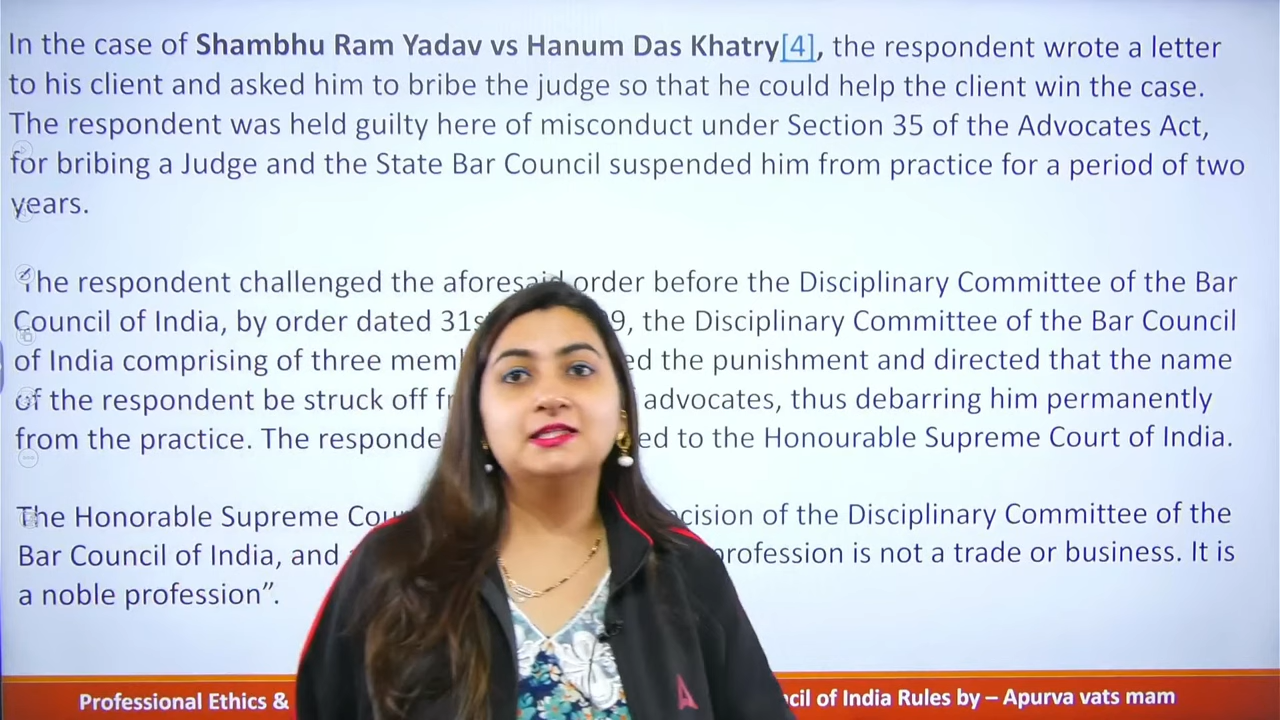 In the case of Shambhu Ram Yadav vs Hanum Das Khatry[4], the respondent wrote a letter
to his client and asked him to bribe the judge so that he could help the client win the case.
The respondent was held guilty here of misconduct under Section 35 of the Advocates Act,
for bribing a Judge and the State Bar Council suspended him from practice for a period of two
years.
The respondent challenged the aforesaid order before the Disciplinary Committee of the Bar
Council of India, by order dated 31s 9, the Disciplinary Committee of the Bar Council
of India comprising of three mem ed the punishment and directed that the name
of the respondent be struck off f advocates, thus debarring him permanently
from the practice. The responde ed to the Honourable Supreme Court of India.
The Honorable Supreme Cou cision of the Disciplinary Committee of the
Bar Council of India, and profession is not a trade or business. It is
a noble profession”.
Professional Ethics & cil of India Rules by – Apurva vats mam